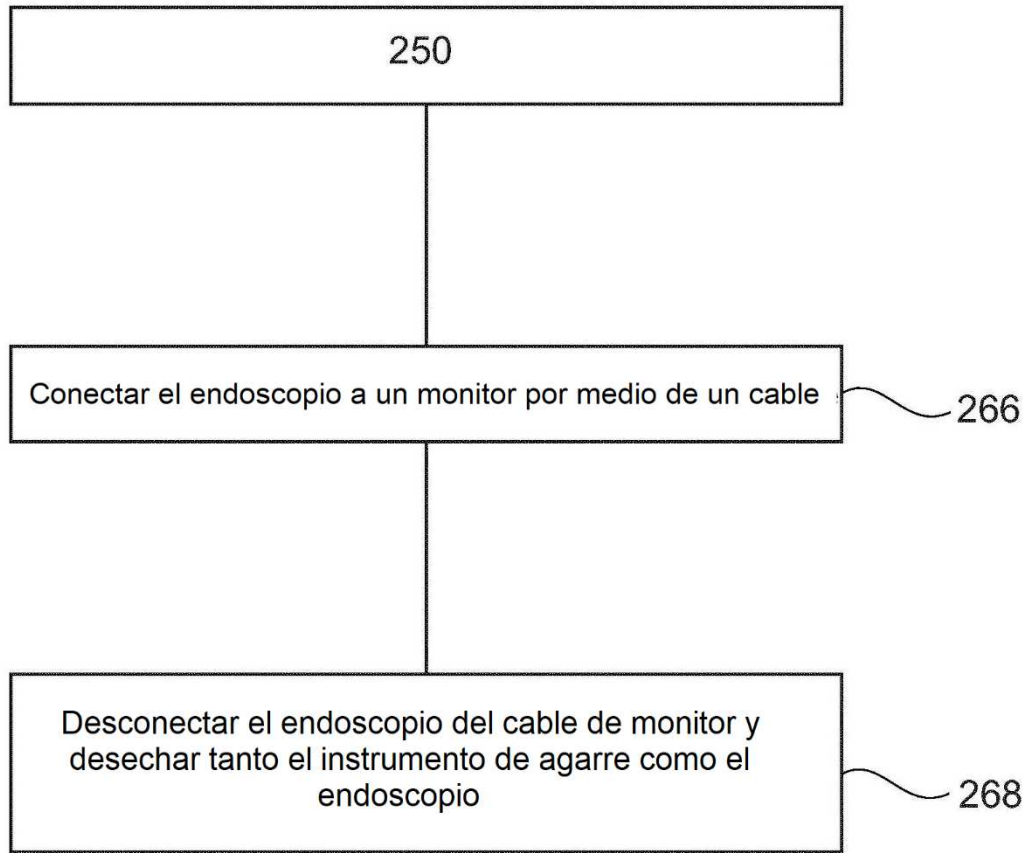 250
Conectar el endoscopio a un monitor por medio de un cable
266
Desconectar el endoscopio del cable de monitor y
desechar tanto el instrumento de agarre como el
endoscopio
268